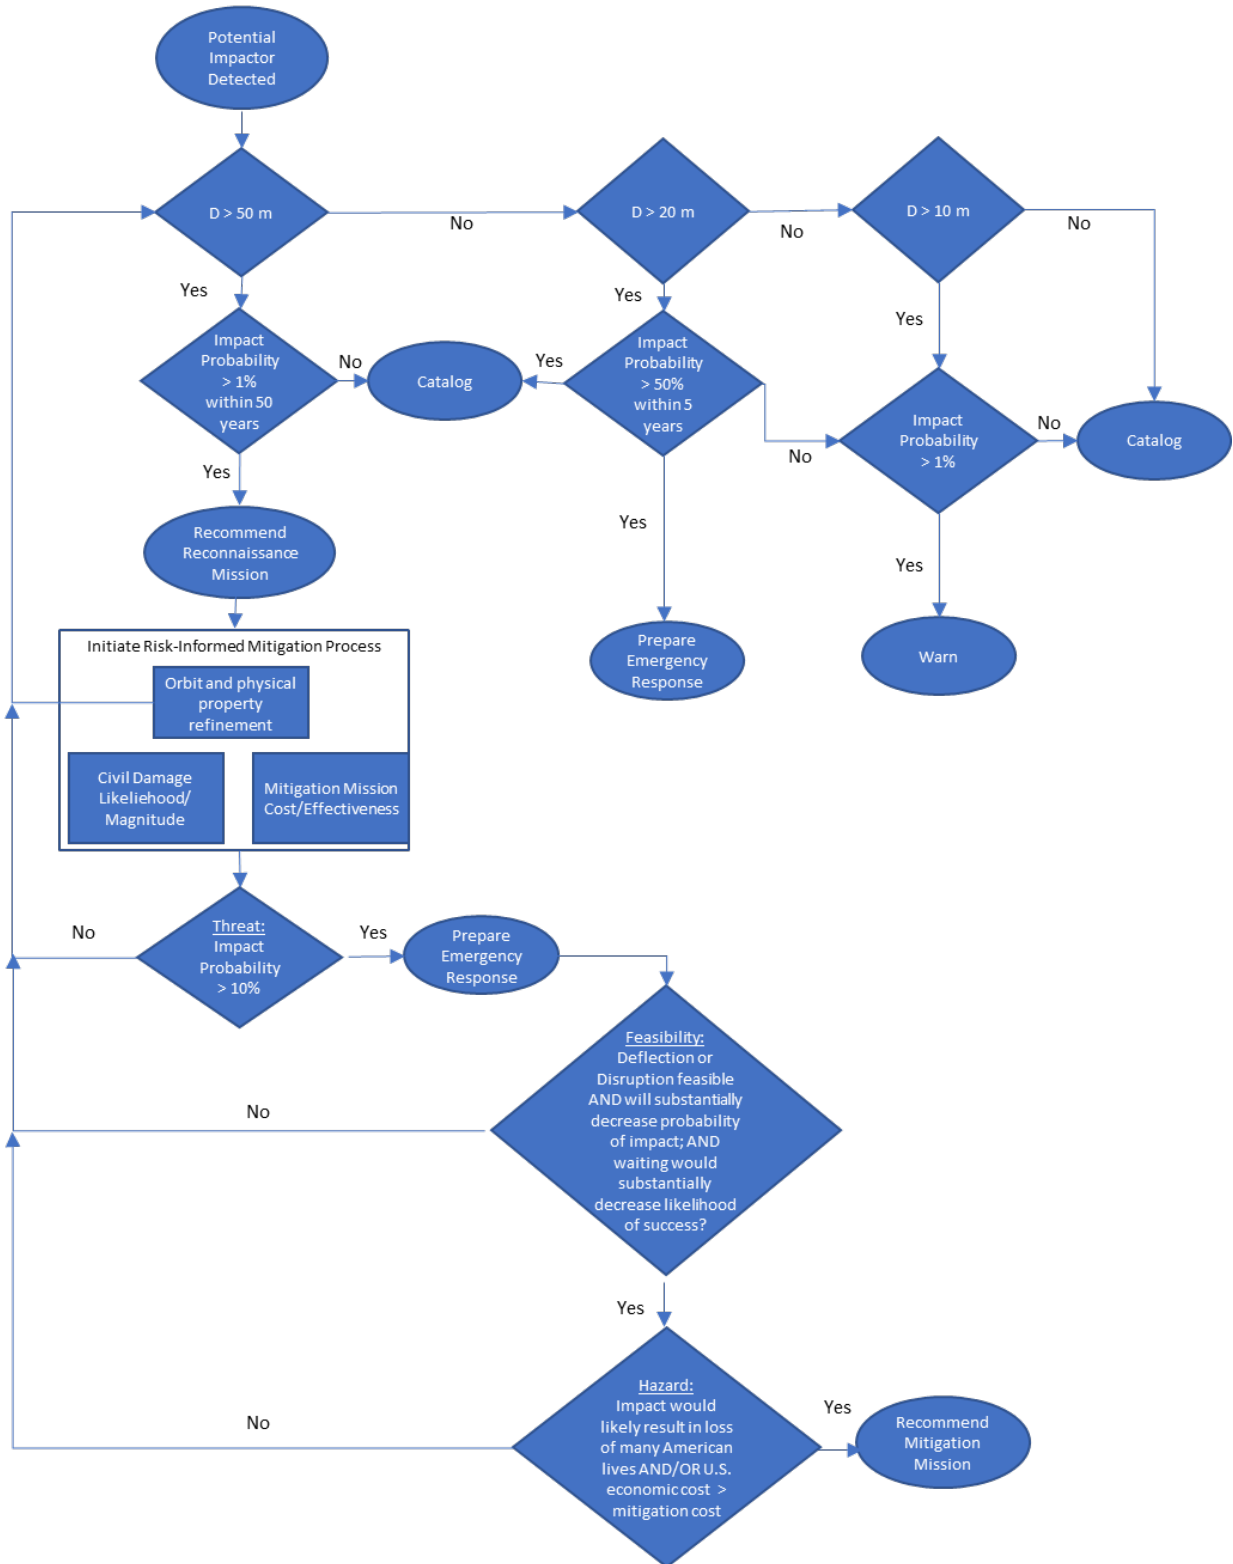 Potential
Impactor
Detected
D > 50 m
No
D > 20 m
No
D > 10 m
No
Yes
Yes
Yes
Impact
Probability
> 1%
within 50
years
No
Catalog
Yes
Impact
Probability
> 50%
within 5
years
No
Impact
Probability
> 1%
No
Catalog
Yes
Yes
Yes
Recommend
Reconnaissance
Mission
Prepare
Emergency
Response
Warn
Initiate Risk-Informed Mitigation Process
Orbit and physical
property
refinement
Civil Damage
Likeliehood/
Magnitude
Mitigation Mission
Cost/Effectiveness
No
Threat:
Impact
Probability
> 10%
Yes
Prepare
Emergency
Response
Feasibility:
Deflection or
Disruption feasible
AND will substantially
decrease probability
of impact; AND
waiting would
substantially
decrease likelihood
of success?
No
Yes
Hazard:
Impact would
likely result in loss
of many American
lives AND/OR U.S.
economic cost >
mitigation cost
No
Yes
Recommend
Mitigation
Mission